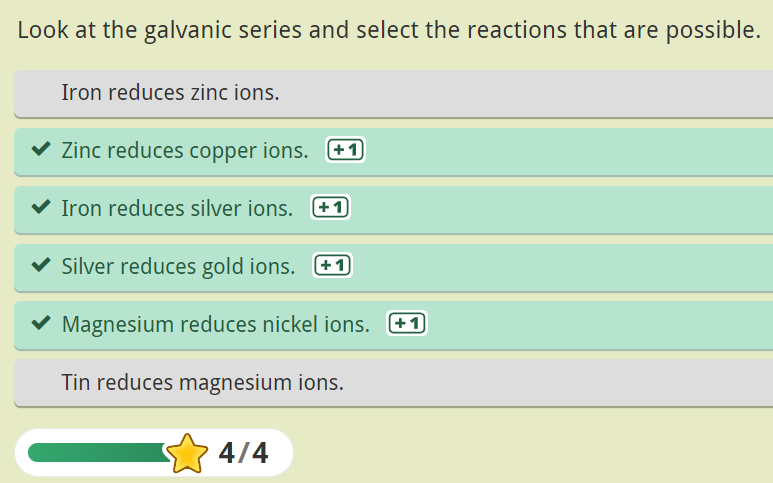 Look at the galvanic series and select the reactions that are possible.
Iron reduces zinc ions.
Zinc reduces copper ions. +1
Iron reduces silver ions. +1
Silver reduces gold ions. +1
Magnesium reduces nickel ions. +1
Tin reduces magnesium ions.
4/4